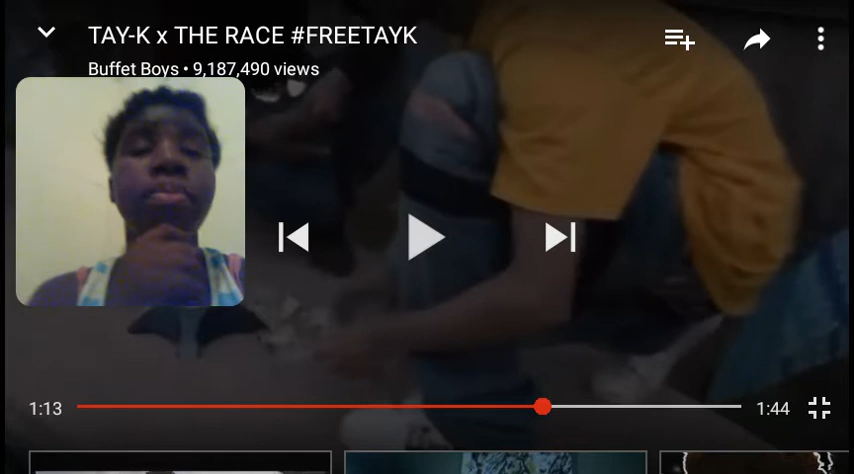 TAY-K x THE RACE #FREETAYK
Buffet Boys • 9,187,490 views
1:13
1:44